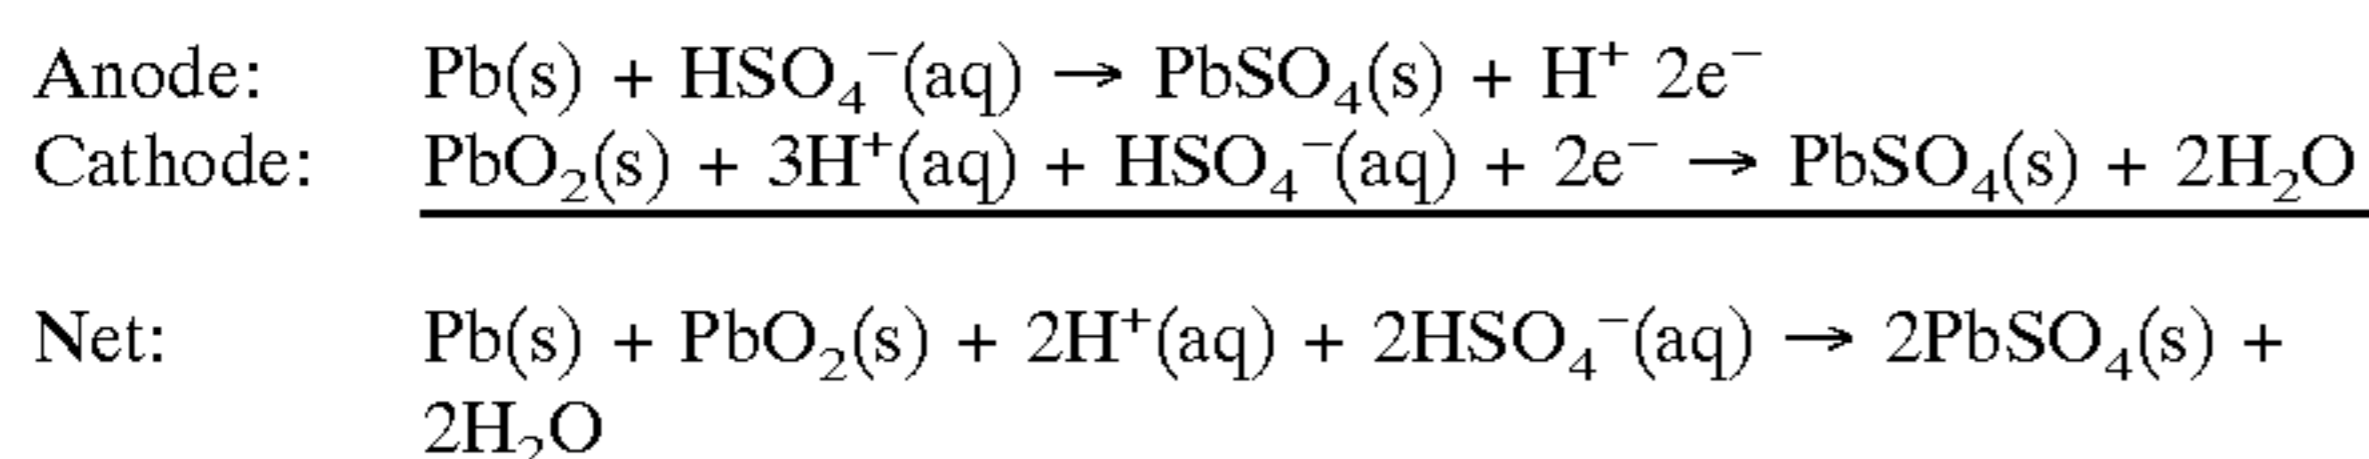 Anode: Pb(s) + HSO₄⁻(aq) → PbSO₄(s) + H⁺ 2e⁻
Cathode: PbO₂(s) + 3H⁺(aq) + HSO₄⁻(aq) + 2e⁻ → PbSO₄(s) + 2H₂O
Net: Pb(s) + PbO₂(s) + 2H⁺(aq) + 2HSO₄⁻(aq) → 2PbSO₄(s) +
2H₂O